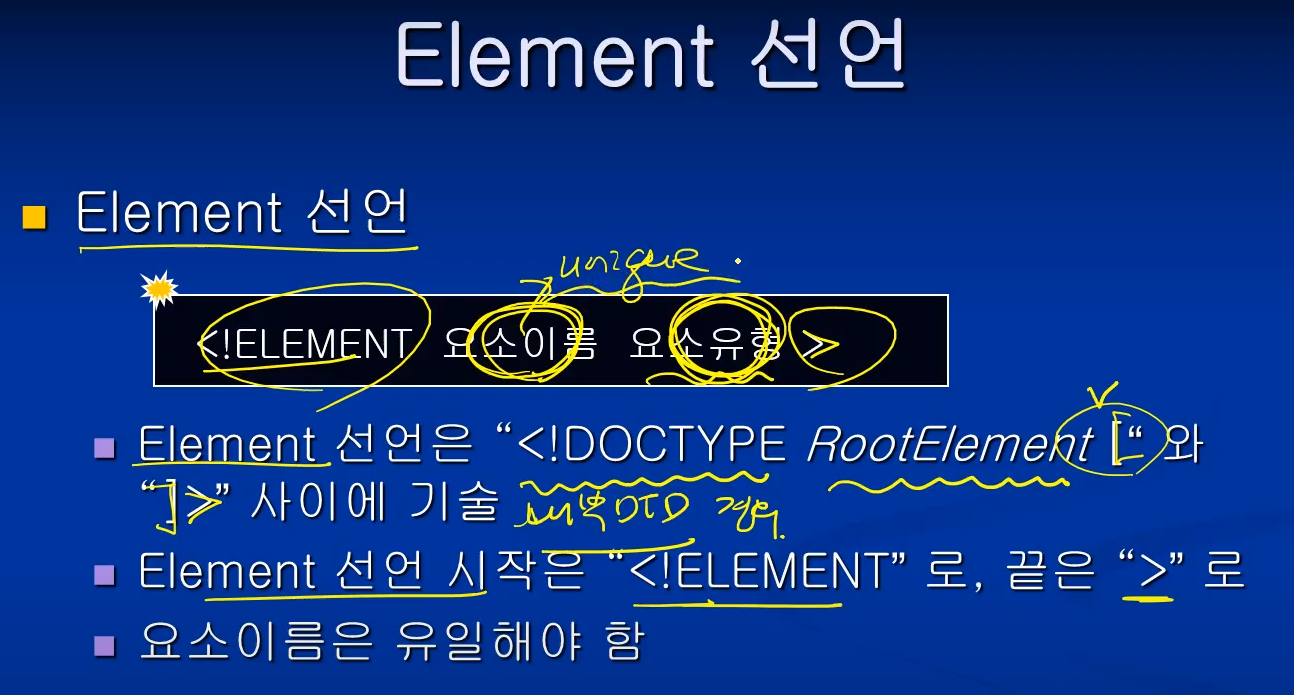 Element 선언
Element 선언
unique
<!ELEMENT 요소이름 요소유형 >
Element 선언은 “<!DOCTYPE RootElement [“ 와
“]>” 사이에 기술
내부DTD 경우.
Element 선언 시작은 “<!ELEMENT” 로, 끝은 “>” 로
요소이름은 유일해야 함